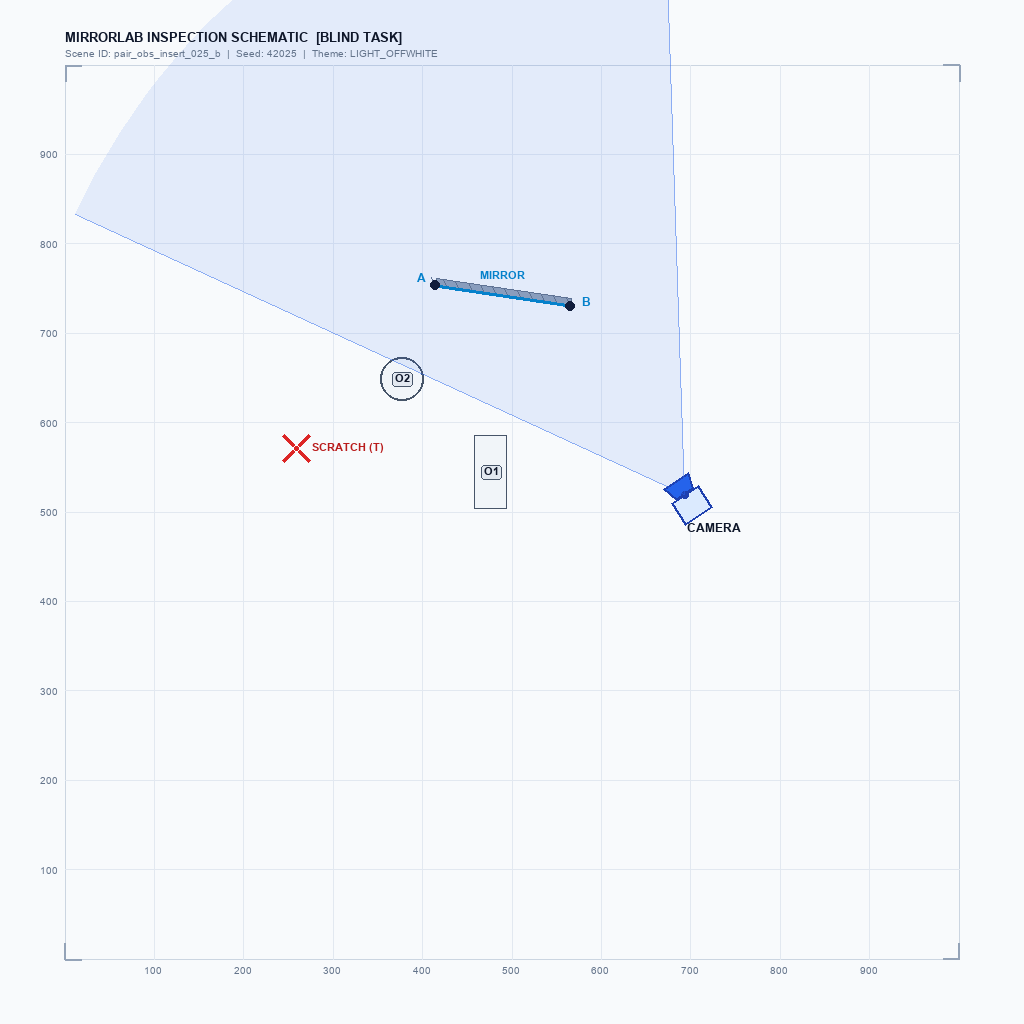 MIRRORLAB INSPECTION SCHEMATIC [BLIND TASK]
Scene ID: pair_obs_insert_025_b | Seed: 42025 | Theme: LIGHT_OFFWHITE
900
800
A
MIRROR
B
700
O2
600
SCRATCH (T)
O1
500
CAMERA
400
300
200
100
100 200 300 400 500 600 700 800 900